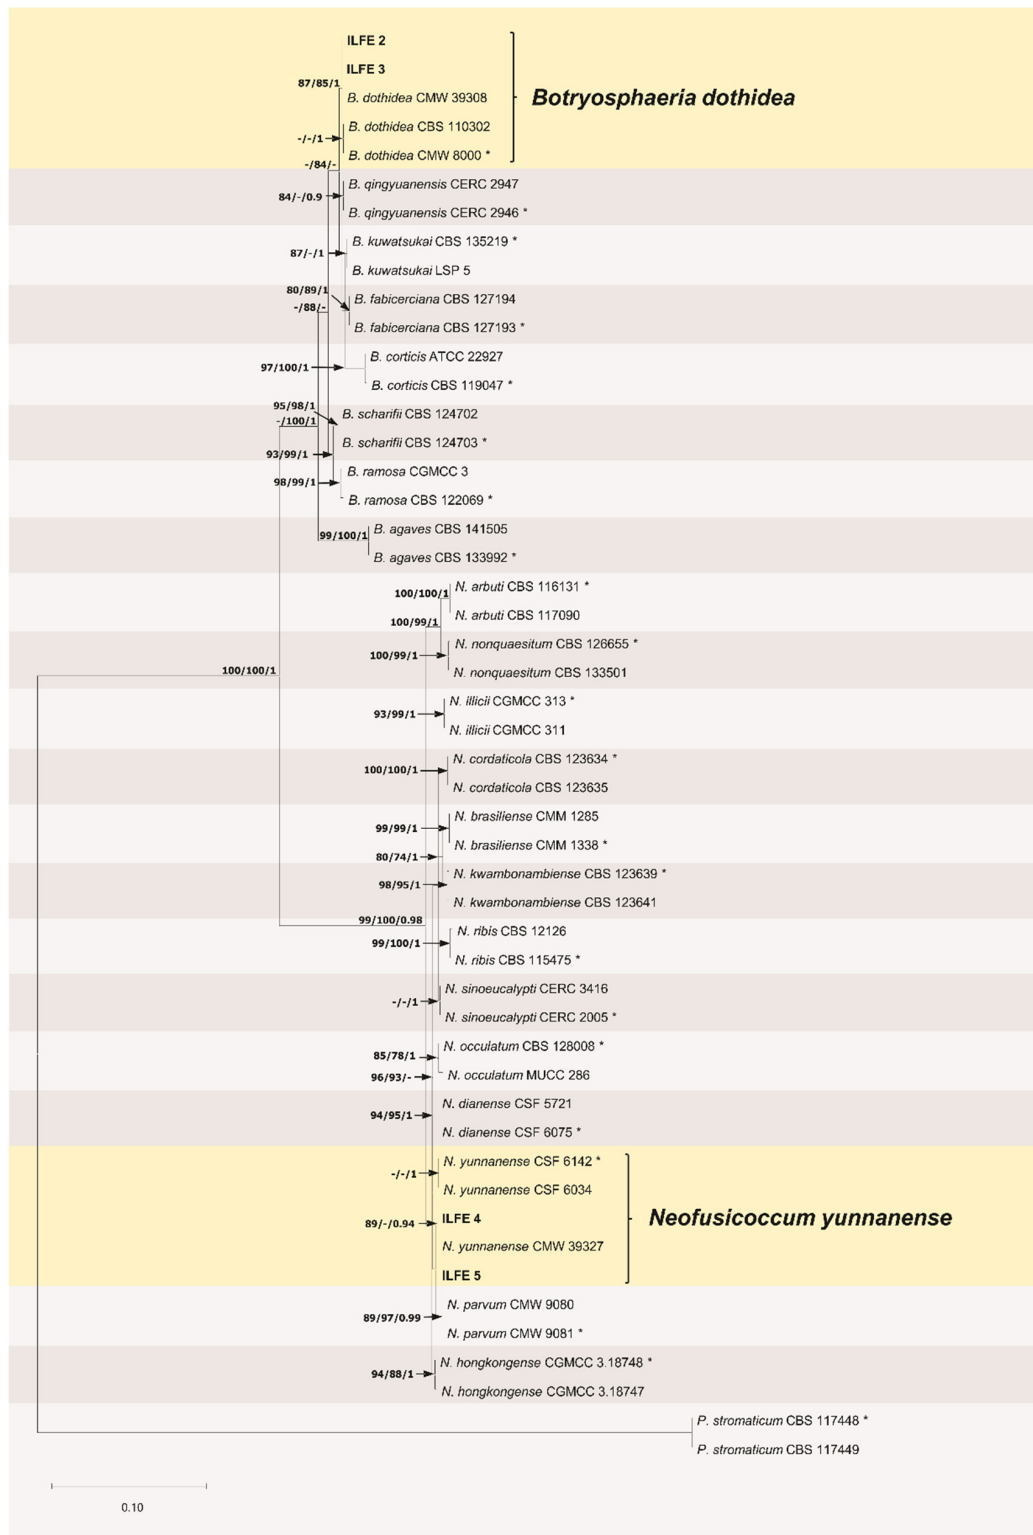 ILFE 2
ILFE 3
87/85/1
B. dothidea CMW 39308
Botryosphaeria dothidea
B. dothidea CBS 110302
-/-/1
B. dothidea CMW 8000 *
-/84/-
B. qingyuanensis CERC 2947
84/-/0.9
B. qingyuanensis CERC 2946 *
B. kuwatsukai CBS 135219 *
87/-/1
B. kuwatsukai LSP 5
80/89/1
B. fabicerciana CBS 127194
-/88/-
B. fabicerciana CBS 127193 *
B. corticis ATCC 22927
97/100/1
B. corticis CBS 119047 *
95/98/1
B. scharifii CBS 124702
-/100/1
B. scharifii CBS 124703 *
93/99/1
B. ramosa CGMCC 3
98/99/1
B. ramosa CBS 122069 *
B. agaves CBS 141505
99/100/1
B. agaves CBS 133992 *
N. arbuti CBS 116131 *
100/100/1
N. arbuti CBS 117090
100/99/1
N. nonquaesitum CBS 126655 *
100/99/1
N. nonquaesitum CBS 133501
100/100/1
N. illicii CGMCC 313 *
93/99/1
N. illicii CGMCC 311
N. cordaticola CBS 123634 *
100/100/1
N. cordaticola CBS 123635
N. brasiliense CMM 1285
99/99/1
N. brasiliense CMM 1338 *
80/74/1
N. kwambonambiense CBS 123639 *
98/95/1
N. kwambonambiense CBS 123641
99/100/0.98
N. ribis CBS 12126
99/100/1
N. ribis CBS 115475 *
N. sinoeucalypti CERC 3416
-/-/1
N. sinoeucalypti CERC 2005 *
N. occulatum CBS 128008 *
85/78/1
N. occulatum MUCC 286
96/93/-
N. dianense CSF 5721
94/95/1
N. dianense CSF 6075 *
N. yunnanense CSF 6142 *
-/-/1
N. yunnanense CSF 6034
ILFE 4
Neofusicoccum yunnanense
89/-/0.94
N. yunnanense CMW 39327
ILFE 5
N. parvum CMW 9080
89/97/0.99
N. parvum CMW 9081 *
N. hongkongense CGMCC 3.18748 *
94/88/1
N. hongkongense CGMCC 3.18747
P. stromaticum CBS 117448 *
P. stromaticum CBS 117449
0.10